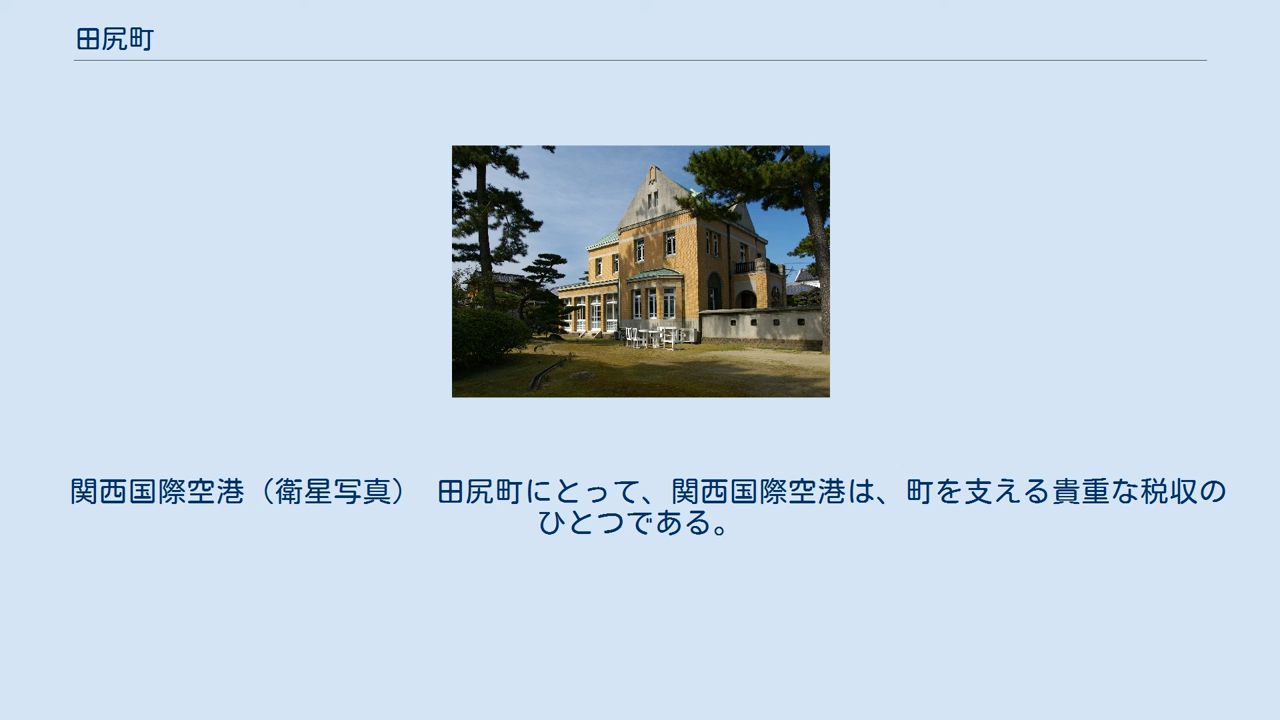 田尻町
関西国際空港（衛星写真）　田尻町にとって、関西国際空港は、町を支える貴重な税収の
ひとつである。